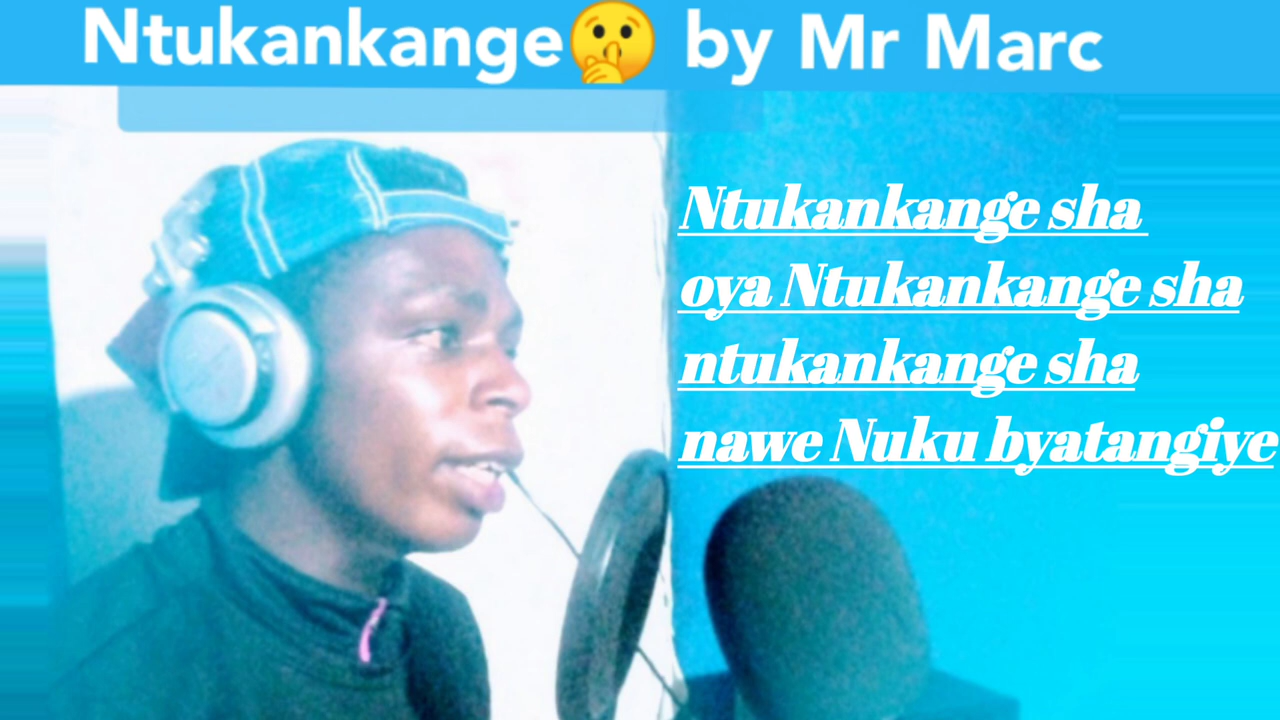 Ntukankange🤫 by Mr Marc
Ntukankange sha
oya Ntukankange sha
ntukankange sha
nawe Nuku byatangiye